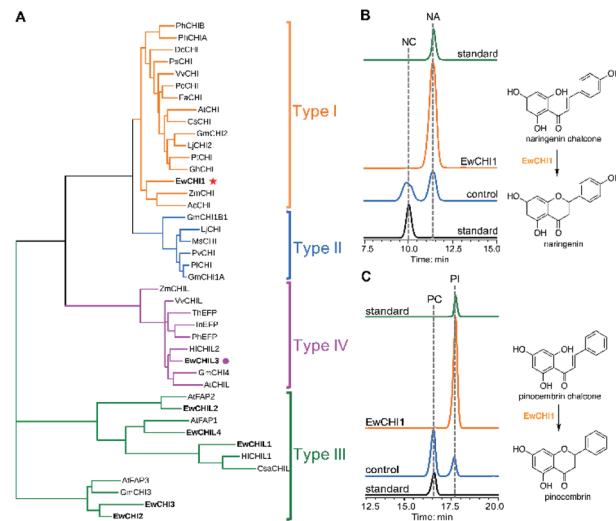 A
PhCHIB
PhCHIA
DcCHI
PsCHI
VvCHI
PcCHI
FaCHI
AtCHI
CsCHI
GmCHI2
LjCHI2
PtCHI
GhCHI
EwCHI1
ZmCHI
AcCHI
Type I
GmCHI1B1
LjCHI
MsCHI
PvCHI
PlCHI
GmCHI1A
Type II
ZmCHIL
VvCHIL
ThEFP
InEFP
PhEFP
HlCHIL2
EwCHIL3
GmCHI4
AtCHIL
Type IV
AtFAP2
EwCHIL2
AtFAP1
EwCHIL4
EwCHIL1
HlCHIL1
CsaCHIL
AtFAP3
GmCHI3
EwCHI3
EwCHI2
Type III
B
NC
NA
standard
EwCHI1
control
standard
7.5 10.0 12.5 15.0
Time: min
OH
HO
OH
OH O
naringenin chalcone
EwCHI1
OH
HO
OH O
naringenin
C
PC
PI
standard
EwCHI1
control
standard
12.5 15.0 17.5 20.0
Time: min
HO
OH
OH O
pinocembrin chalcone
EwCHI1
HO
OH O
pinocembrin